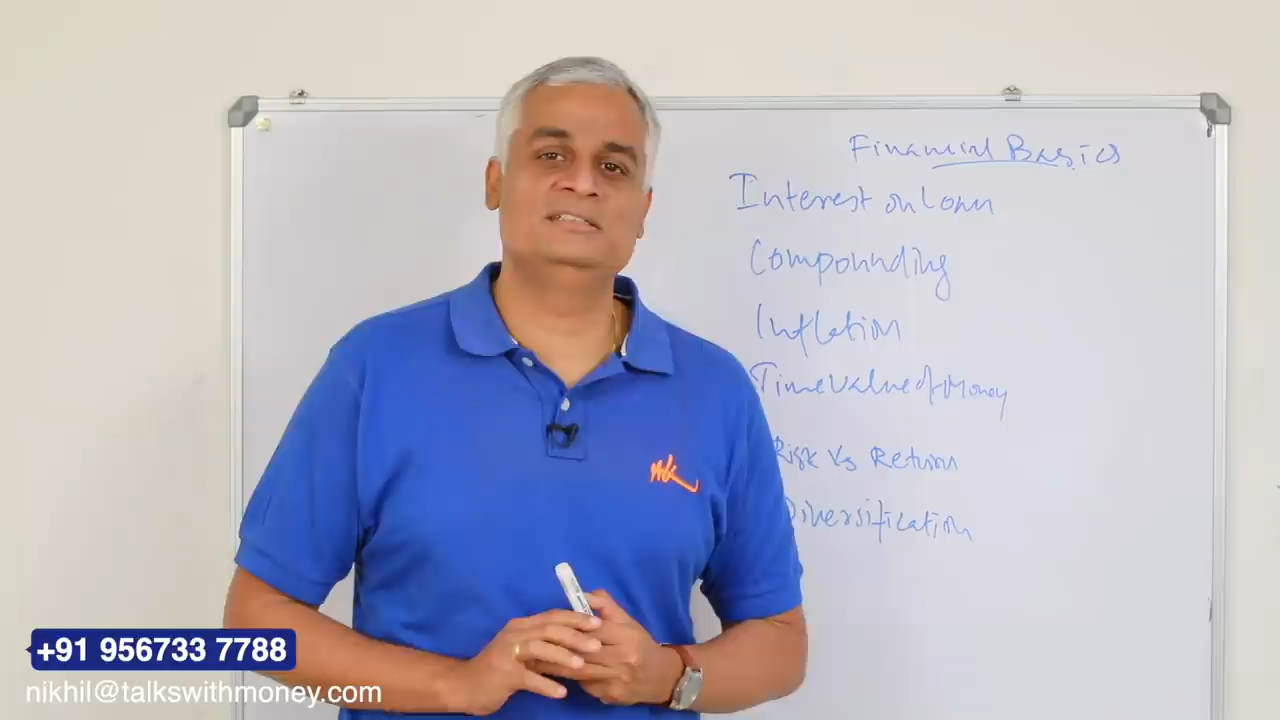 Financial Basics
Interest on Loan
Compounding
Inflation
Time Value of Money
Risk Vs Return
Diversification
NK
+91 956733 7788
nikhil@talkswithmoney.com